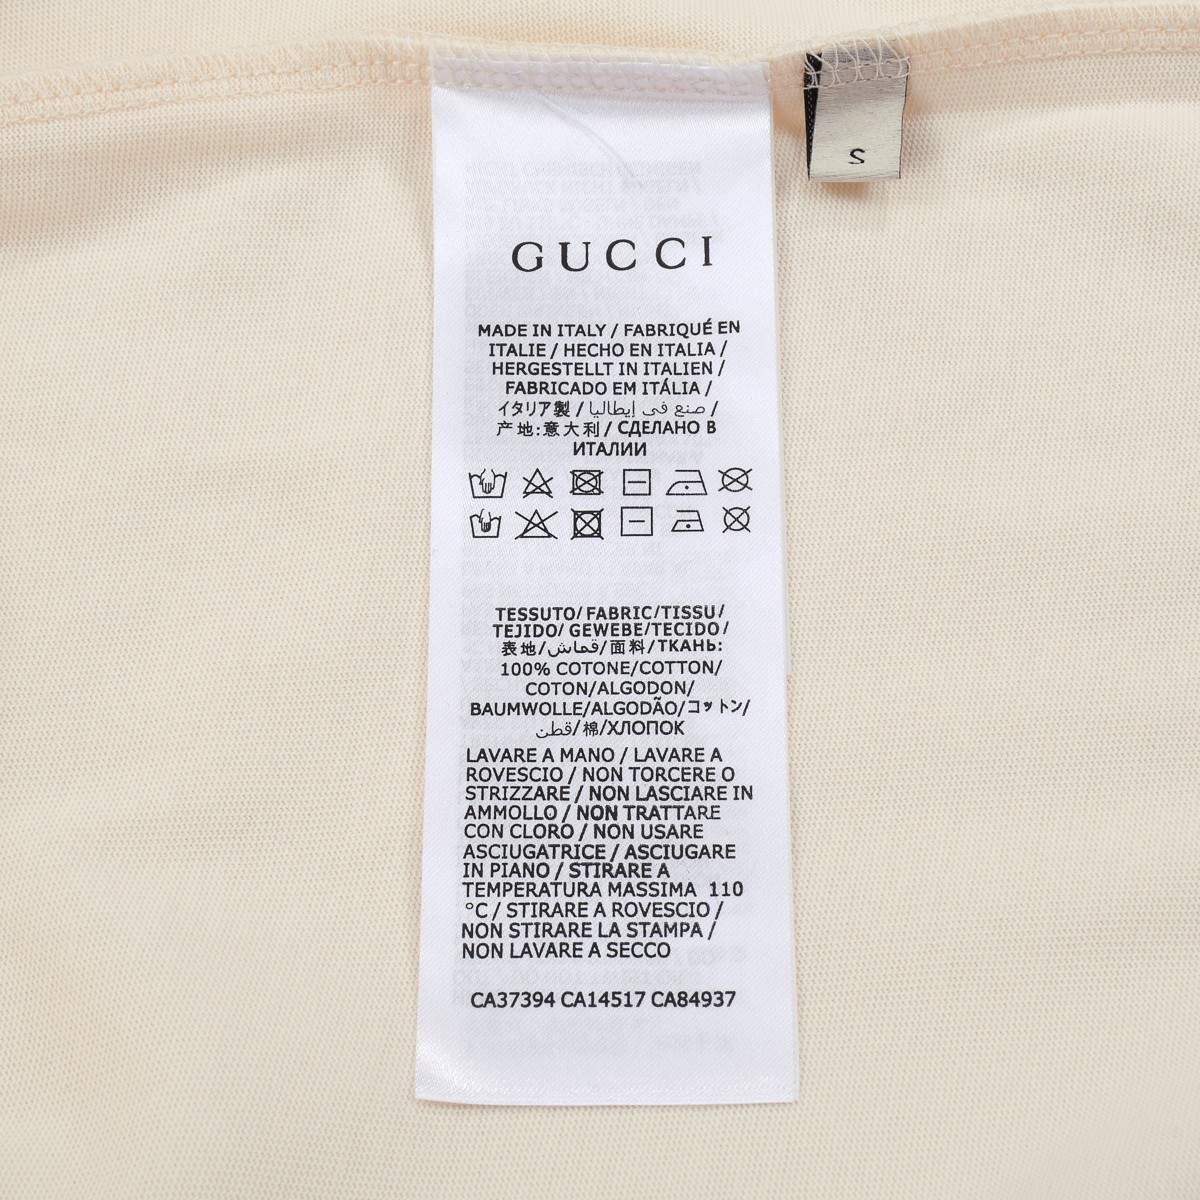 S
GUCCI
MADE IN ITALY / FABRIQUÉ EN
ITALIE / HECHO EN ITALIA /
HERGESTELLT IN ITALIEN /
FABRICADO EM ITÁLIA /
イタリア製 / صنع في إيطاليا /
产地:意大利 / СДЕЛАНО В
ИТАЛИИ
TESSUTO/ FABRIC/TISSU/
TEJIDO/ GEWEBE/TECIDO/
表地/قماش/面料/ТКАНЬ:
100% COTONE/COTTON/
COTON/ALGODON/
BAUMWOLLE/ALGODÃO/コットン/
قطن/棉/ХЛОПОК
LAVARE A MANO / LAVARE A
ROVESCIO / NON TORCERE O
STRIZZARE / NON LASCIARE IN
AMMOLLO / NON TRATTARE
CON CLORO / NON USARE
ASCIUGATRICE / ASCIUGARE
IN PIANO / STIRARE A
TEMPERATURA MASSIMA 110
°C / STIRARE A ROVESCIO /
NON STIRARE LA STAMPA /
NON LAVARE A SECCO
CA37394 CA14517 CA84937